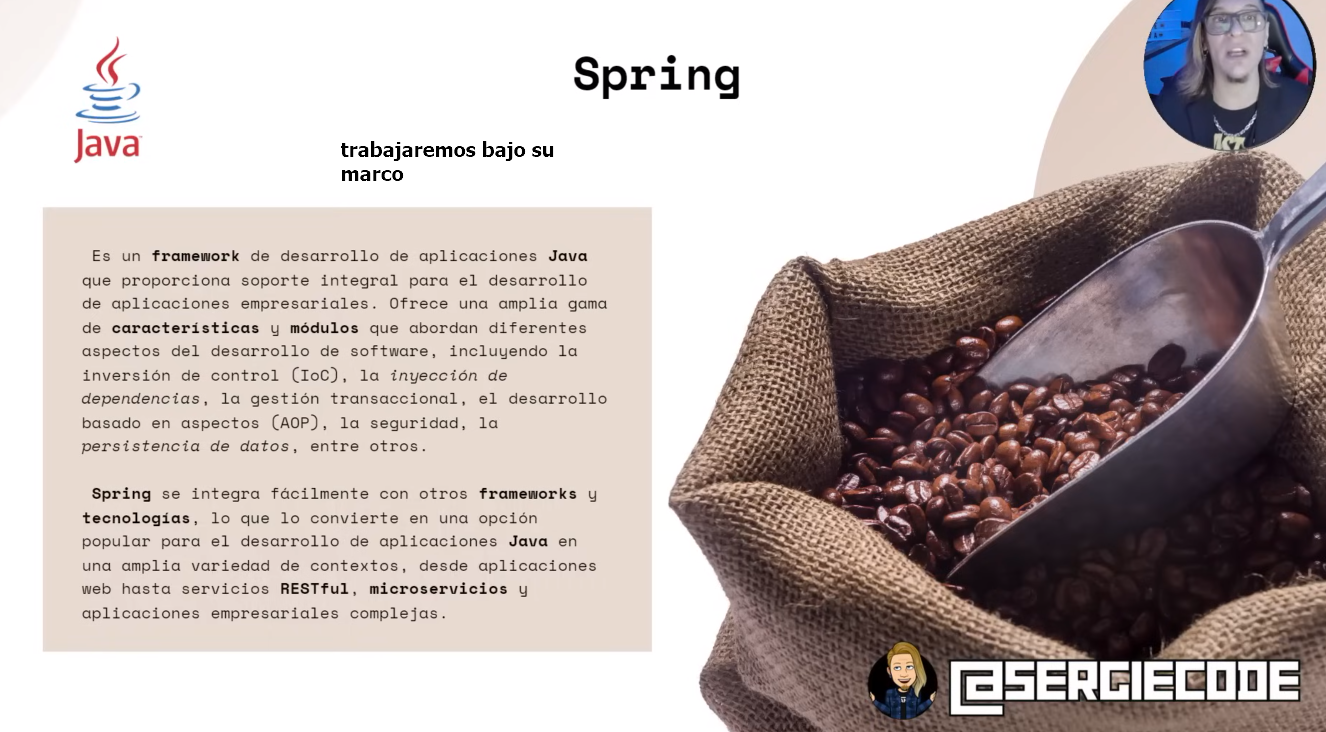 Spring
Java
trabajaremos bajo su
marco
Es un framework de desarrollo de aplicaciones Java
que proporciona soporte integral para el desarrollo
de aplicaciones empresariales. Ofrece una amplia gama
de características y módulos que abordan diferentes
aspectos del desarrollo de software, incluyendo la
inversión de control (IoC), la inyección de
dependencias, la gestión transaccional, el desarrollo
basado en aspectos (AOP), la seguridad, la
persistencia de datos, entre otros.
Spring se integra fácilmente con otros frameworks y
tecnologías, lo que lo convierte en una opción
popular para el desarrollo de aplicaciones Java en
una amplia variedad de contextos, desde aplicaciones
web hasta servicios RESTful, microservicios y
aplicaciones empresariales complejas.
@SERGIECODE